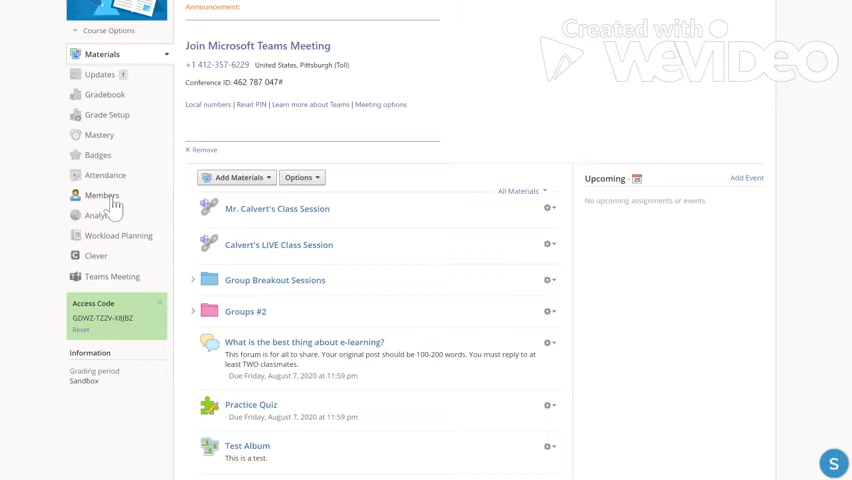 Announcement:
Created with
WeVideo
Course Options
Join Microsoft Teams Meeting
Materials
+1 412-357-6229 United States, Pittsburgh (Toll)
Updates 1
Conference ID: 462 787 047#
Gradebook
Local numbers | Reset PIN | Learn more about Teams | Meeting options
Grade Setup
Mastery
× Remove
Badges
Attendance
Add Materials Options
Upcoming · 25 Add Event
Members
All Materials
No upcoming assignments or events
Mr. Calvert's Class Session
Workload Planning
Calvert's LIVE Class Session
C Clever
Teams Meeting
Group Breakout Sessions
Access Code
GDWZ-TZ2V-X8JBZ
Groups #2
Reset
What is the best thing about e-learning?
Information
This forum is for all to share. Your original post should be 100-200 words. You must reply to at
least TWO classmates.
Grading period
Due Friday, August 7, 2020 at 11:59 pm
Sandbox
Practice Quiz
Due Friday, August 7, 2020 at 11:59 pm
Test Album
This is a test.
S